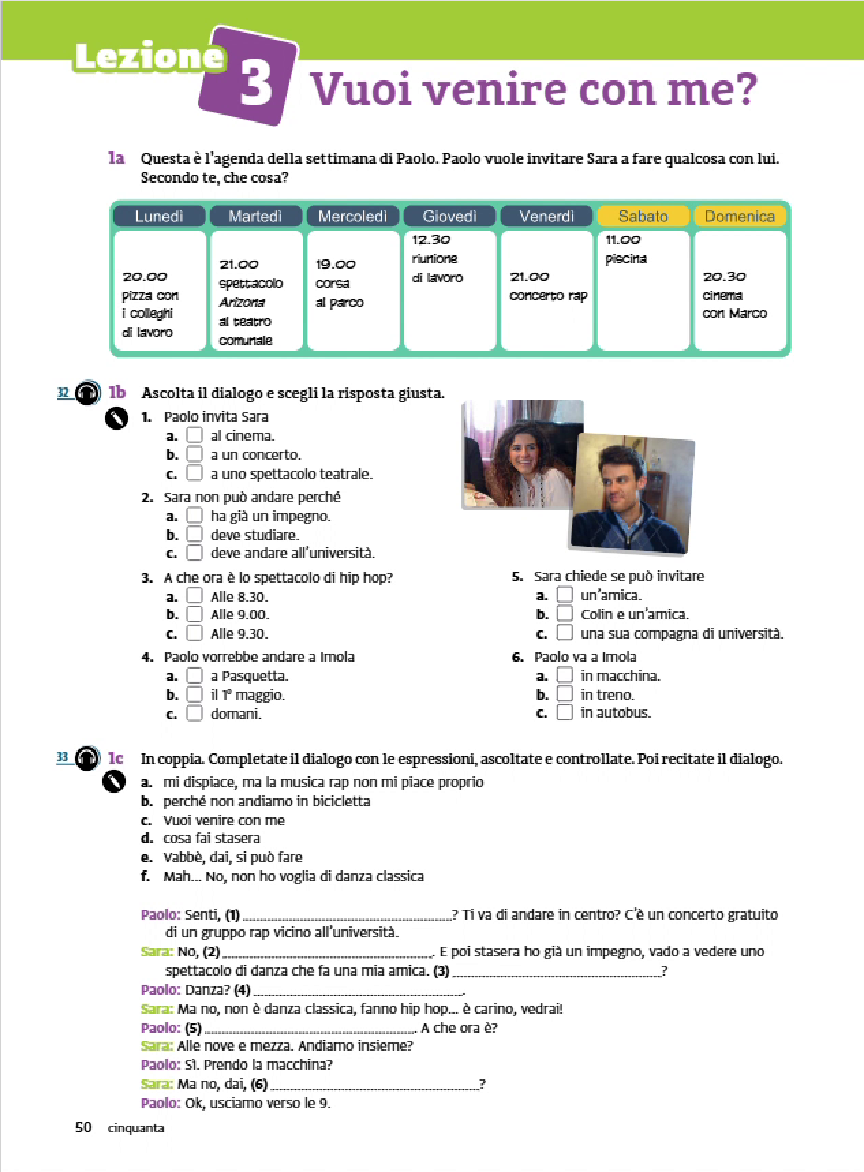 Lezione 3 Vuoi venire con me?
1a Questa è l'agenda della settimana di Paolo. Paolo vuole invitare Sara a fare qualcosa con lui.
Secondo te, che cosa?
Lunedì Martedì Mercoledì Giovedì Venerdì Sabato Domenica
20.00
pizza con
i colleghi
di lavoro
21.00
spettacolo
Arizona
al teatro
comunale
19.00
corsa
al parco
12.30
riunione
di lavoro
21.00
concerto rap
11.00
piscina
20.30
cinema
con Marco
32 1b Ascolta il dialogo e scegli la risposta giusta.
1. Paolo invita Sara
a. al cinema.
b. a un concerto.
c. a uno spettacolo teatrale.
2. Sara non può andare perché
a. ha già un impegno.
b. deve studiare.
c. deve andare all'università.
3. A che ora è lo spettacolo di hip hop?
a. Alle 8.30.
b. Alle 9.00.
c. Alle 9.30.
4. Paolo vorrebbe andare a Imola
a. a Pasquetta.
b. il 1° maggio.
c. domani.
5. Sara chiede se può invitare
a. un'amica.
b. Colin e un'amica.
c. una sua compagna di università.
6. Paolo va a Imola
a. in macchina.
b. in treno.
c. in autobus.
33 1c In coppia. Completate il dialogo con le espressioni, ascoltate e controllate. Poi recitate il dialogo.
a. mi dispiace, ma la musica rap non mi piace proprio
b. perché non andiamo in bicicletta
c. Vuoi venire con me
d. cosa fai stasera
e. Vabbè, dai, si può fare
f. Mah... No, non ho voglia di danza classica
Paolo: Senti, (1) ____________________? Ti va di andare in centro? C'è un concerto gratuito
di un gruppo rap vicino all'università.
Sara: No, (2) ____________________. E poi stasera ho già un impegno, vado a vedere uno
spettacolo di danza che fa una mia amica. (3) ____________________?
Paolo: Danza? (4) ____________________.
Sara: Ma no, non è danza classica, fanno hip hop... è carino, vedrai!
Paolo: (5) ____________________. A che ora è?
Sara: Alle nove e mezza. Andiamo insieme?
Paolo: Sì. Prendo la macchina?
Sara: Ma no, dai, (6) ____________________?
Paolo: Ok, usciamo verso le 9.
50 cinquanta